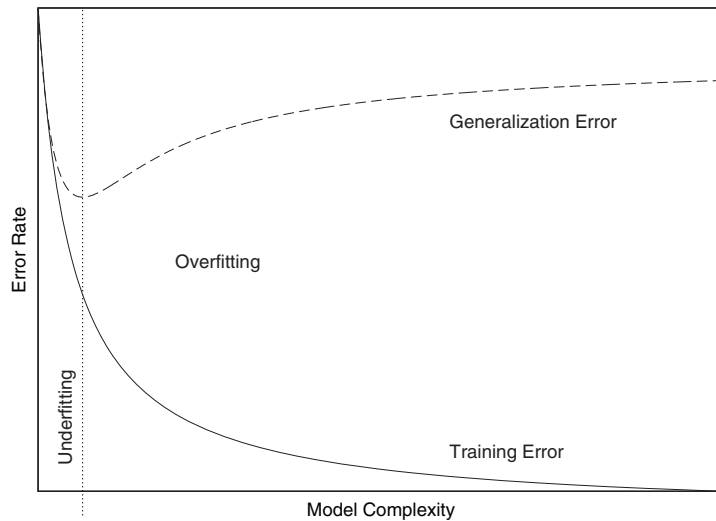 Generalization Error
Error Rate
Overfitting
Underfitting
Training Error
Model Complexity